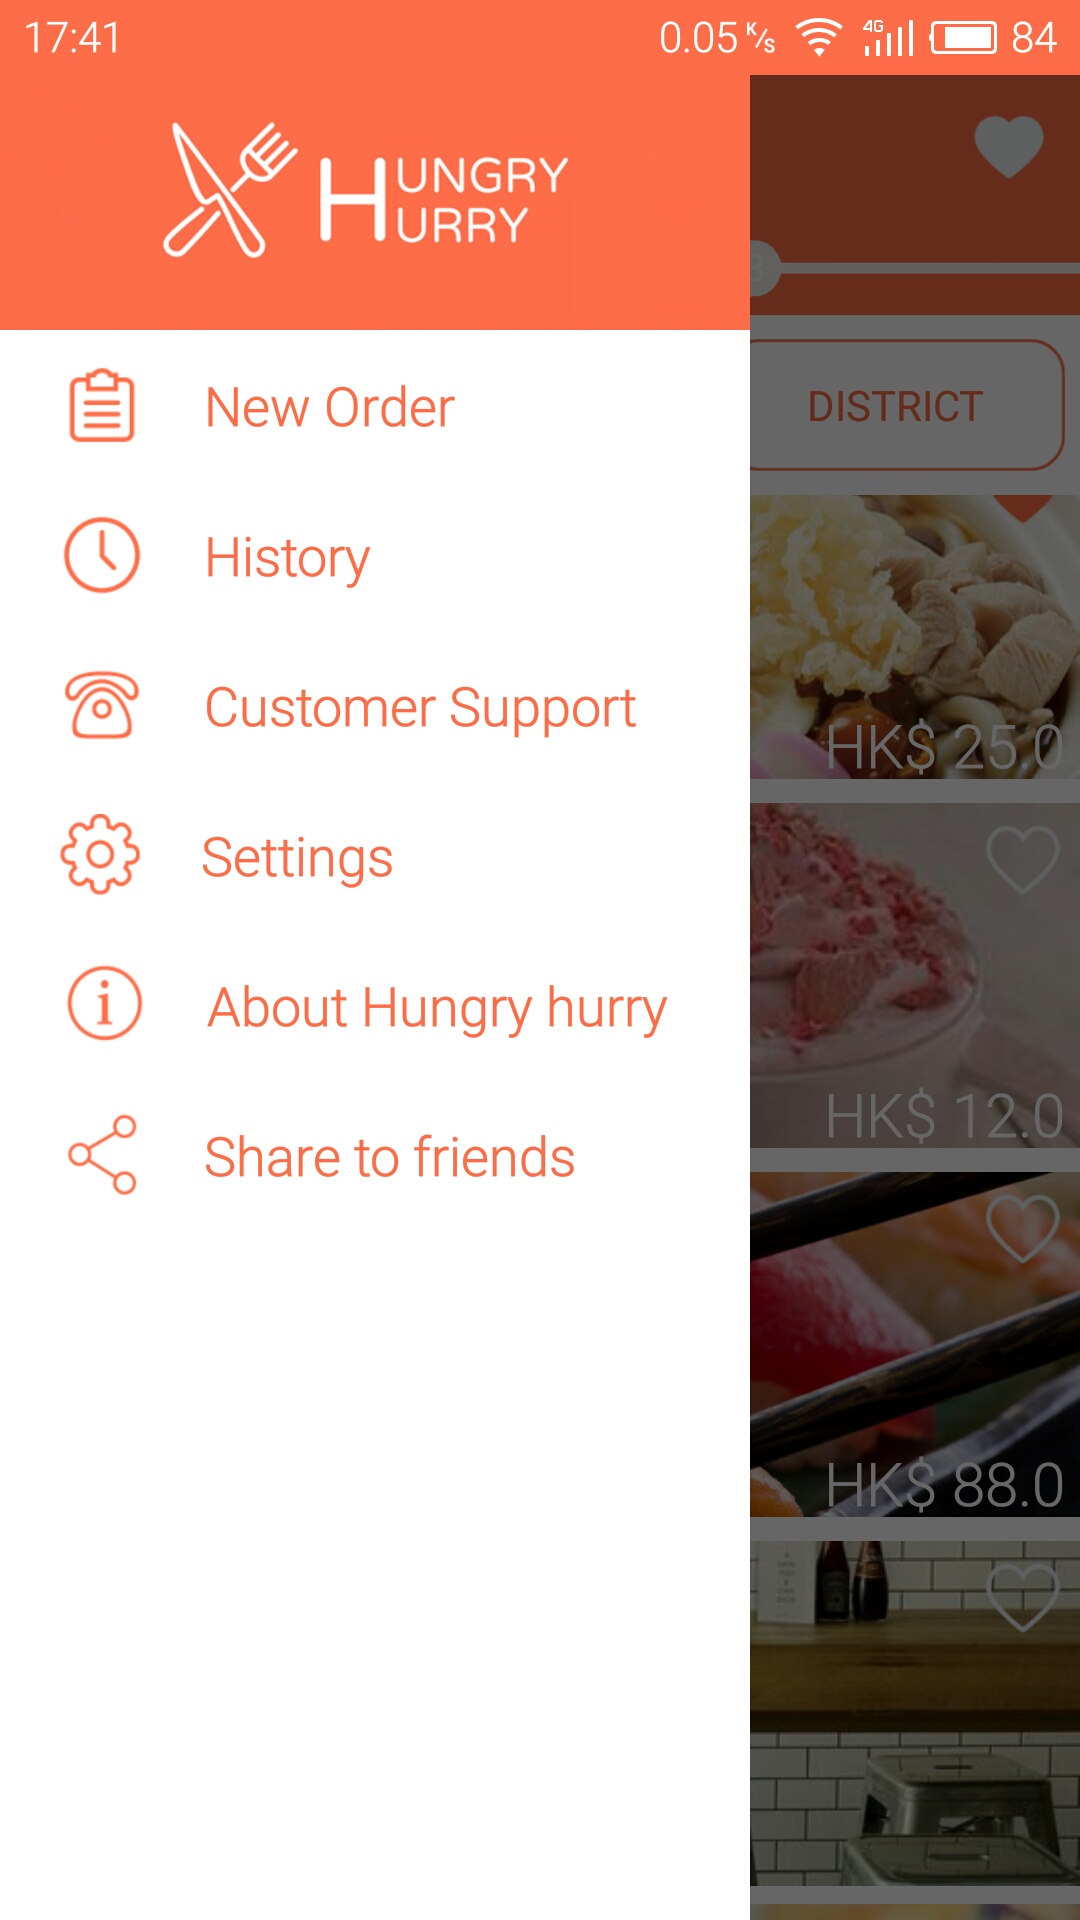 17:41
0.05 K/s
4G
84
HUNGRY
HURRY
DISTRICT
New Order
History
Customer Support
HK$ 25.0
Settings
About Hungry hurry
HK$ 12.0
Share to friends
HK$ 88.0